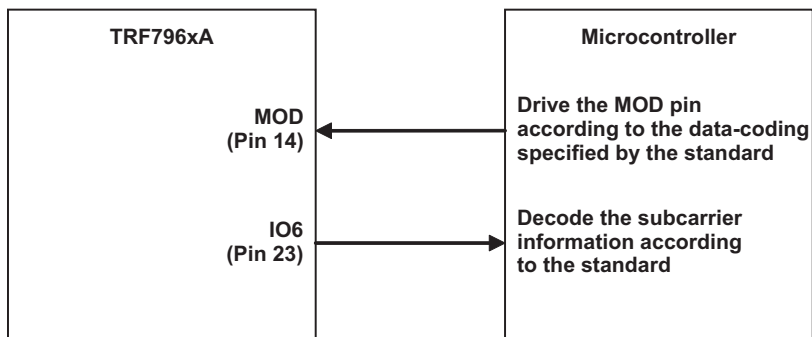 TRF796xA
Microcontroller
MOD
(Pin 14)
Drive the MOD pin
according to the data-coding
specified by the standard
IO6
(Pin 23)
Decode the subcarrier
information according
to the standard